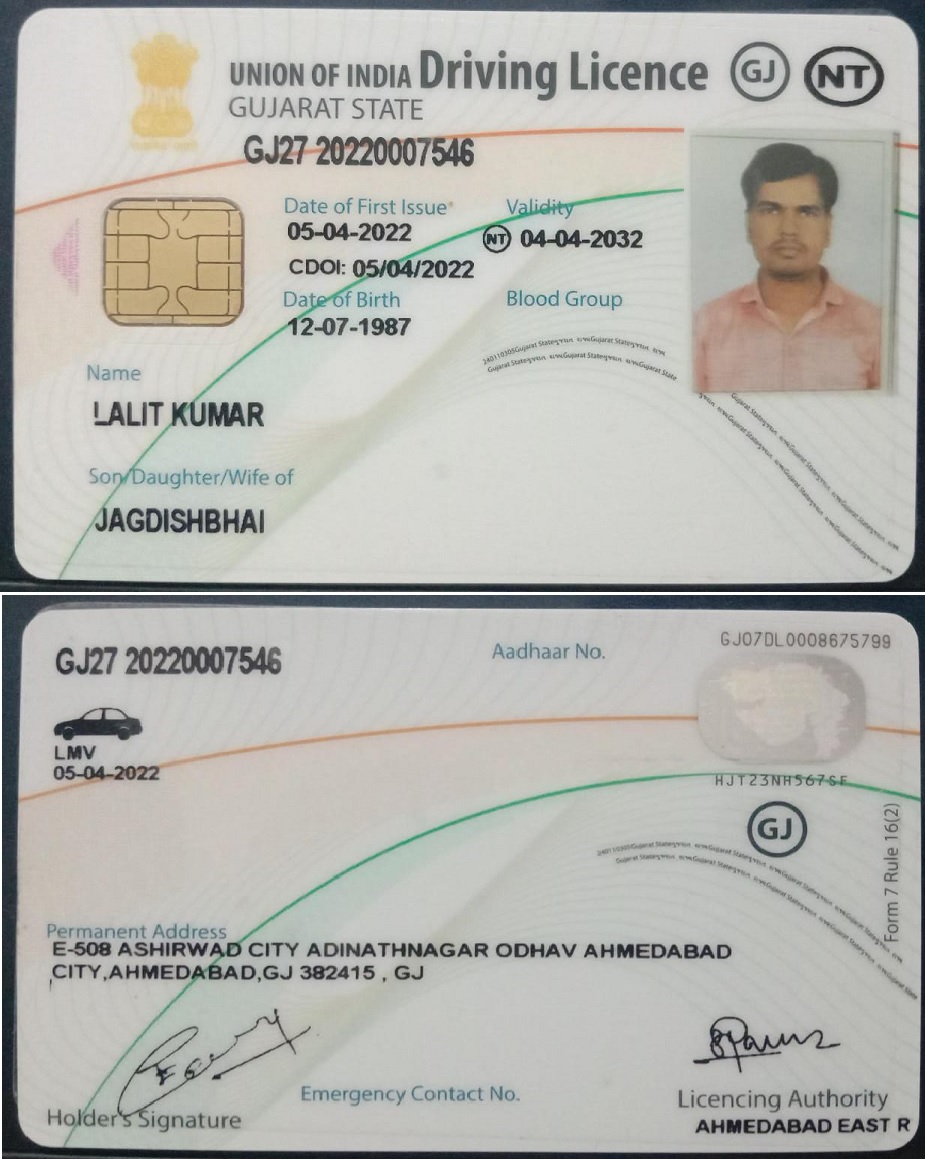 UNION OF INDIA Driving Licence GJ NT
GUJARAT STATE
GJ27 20220007546
Date of First Issue
Validity
05-04-2022
NT 04-04-2032
CDOI: 05/04/2022
Date of Birth
Blood Group
12-07-1987
Name
LALIT KUMAR
Son/Daughter/Wife of
JAGDISHBHAI
GJ27 20220007546
Aadhaar No.
GJ07DL0008675799
LMV
05-04-2022
HJT23NH567SF
GJ
Form 7 Rule 16(2)
Permanent Address
E-508 ASHIRWAD CITY ADINATHNAGAR ODHAV AHMEDABAD
CITY,AHMEDABAD,GJ 382415 , GJ
Emergency Contact No.
Holder's Signature
Licencing Authority
AHMEDABAD EAST R